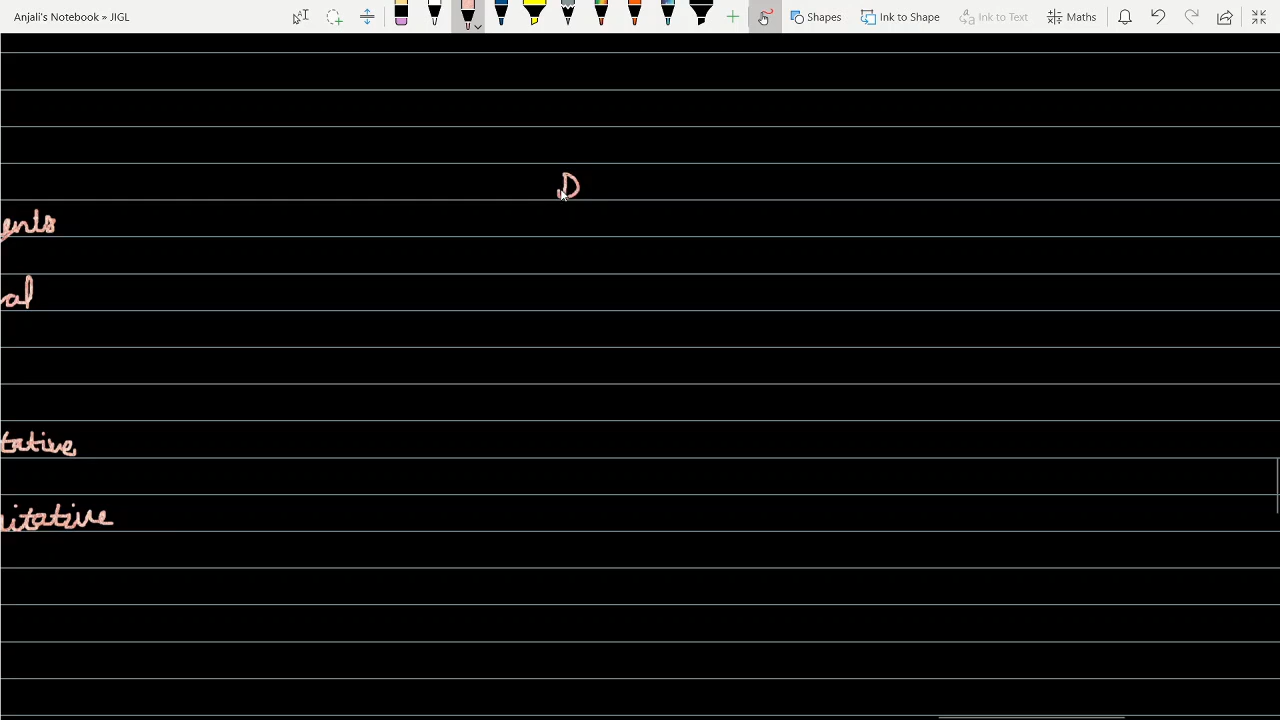 Anjali's Notebook » JIGL
Shapes
Ink to Shape
Ink to Text
Maths
D
ents
al
tative
itative